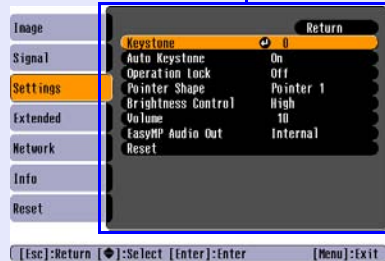 Image
Signal
Settings
Extended
Network
Info
Reset
Return
Keystone 0
Auto Keystone On
Operation Lock Off
Pointer Shape Pointer 1
Brightness Control High
Volume 10
EasyMP Audio Out Internal
Reset
[Esc]:Return [◆]:Select [Enter]:Enter [Menu]:Exit